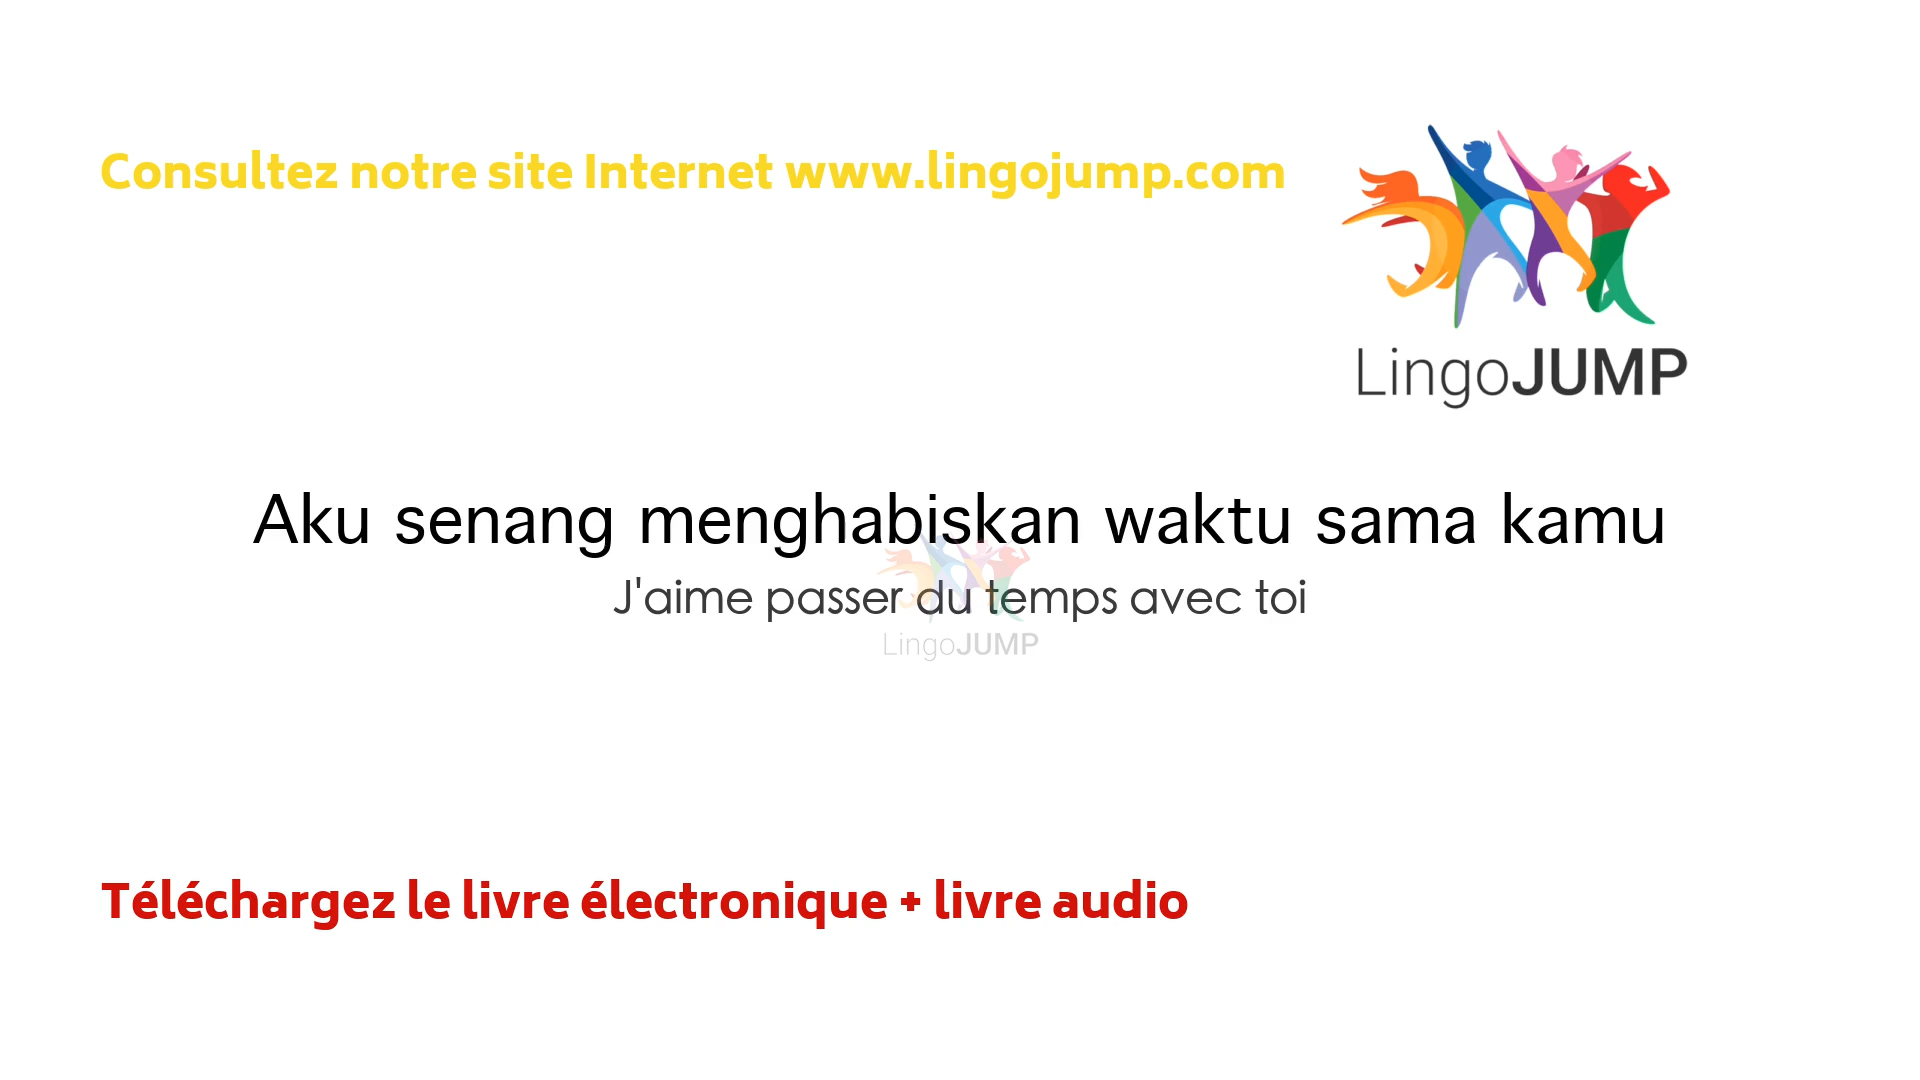 Consultez notre site Internet www.lingojump.com
LingoJUMP
Aku senang menghabiskan waktu sama kamu
J'aime passer du temps avec toi
LingoJUMP
Téléchargez le livre électronique + livre audio